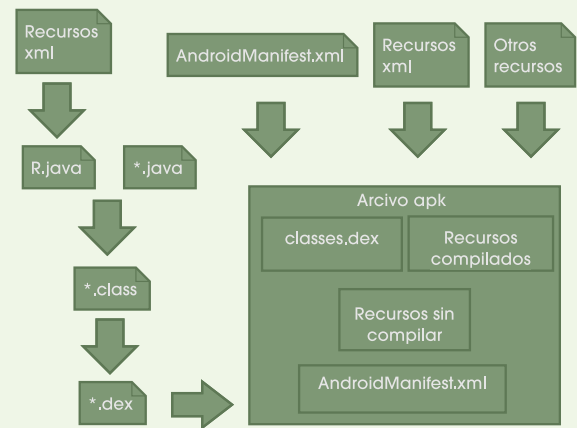 Recursos
xml
AndroidManifest.xml
Recursos
xml
Otros
recursos
R.java
*.java
*.class
*.dex
Arcivo apk
classes.dex
Recursos
compilados
Recursos sin
compilar
AndroidManifest.xml